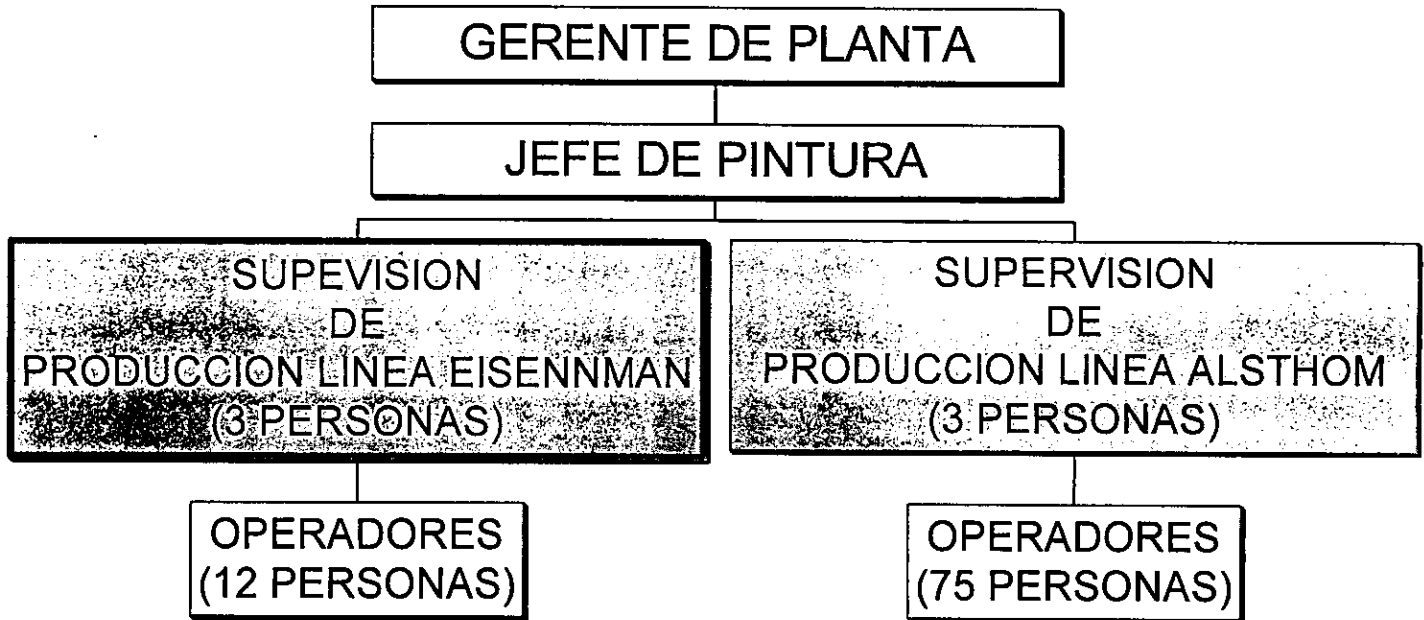 GERENTE DE PLANTA
JEFE DE PINTURA
SUPEVISION
DE
PRODUCCION LINEA EISENNMAN
(3 PERSONAS)
SUPERVISION
DE
PRODUCCION LINEA ALSTHOM
(3 PERSONAS)
OPERADORES
(12 PERSONAS)
OPERADORES
(75 PERSONAS)